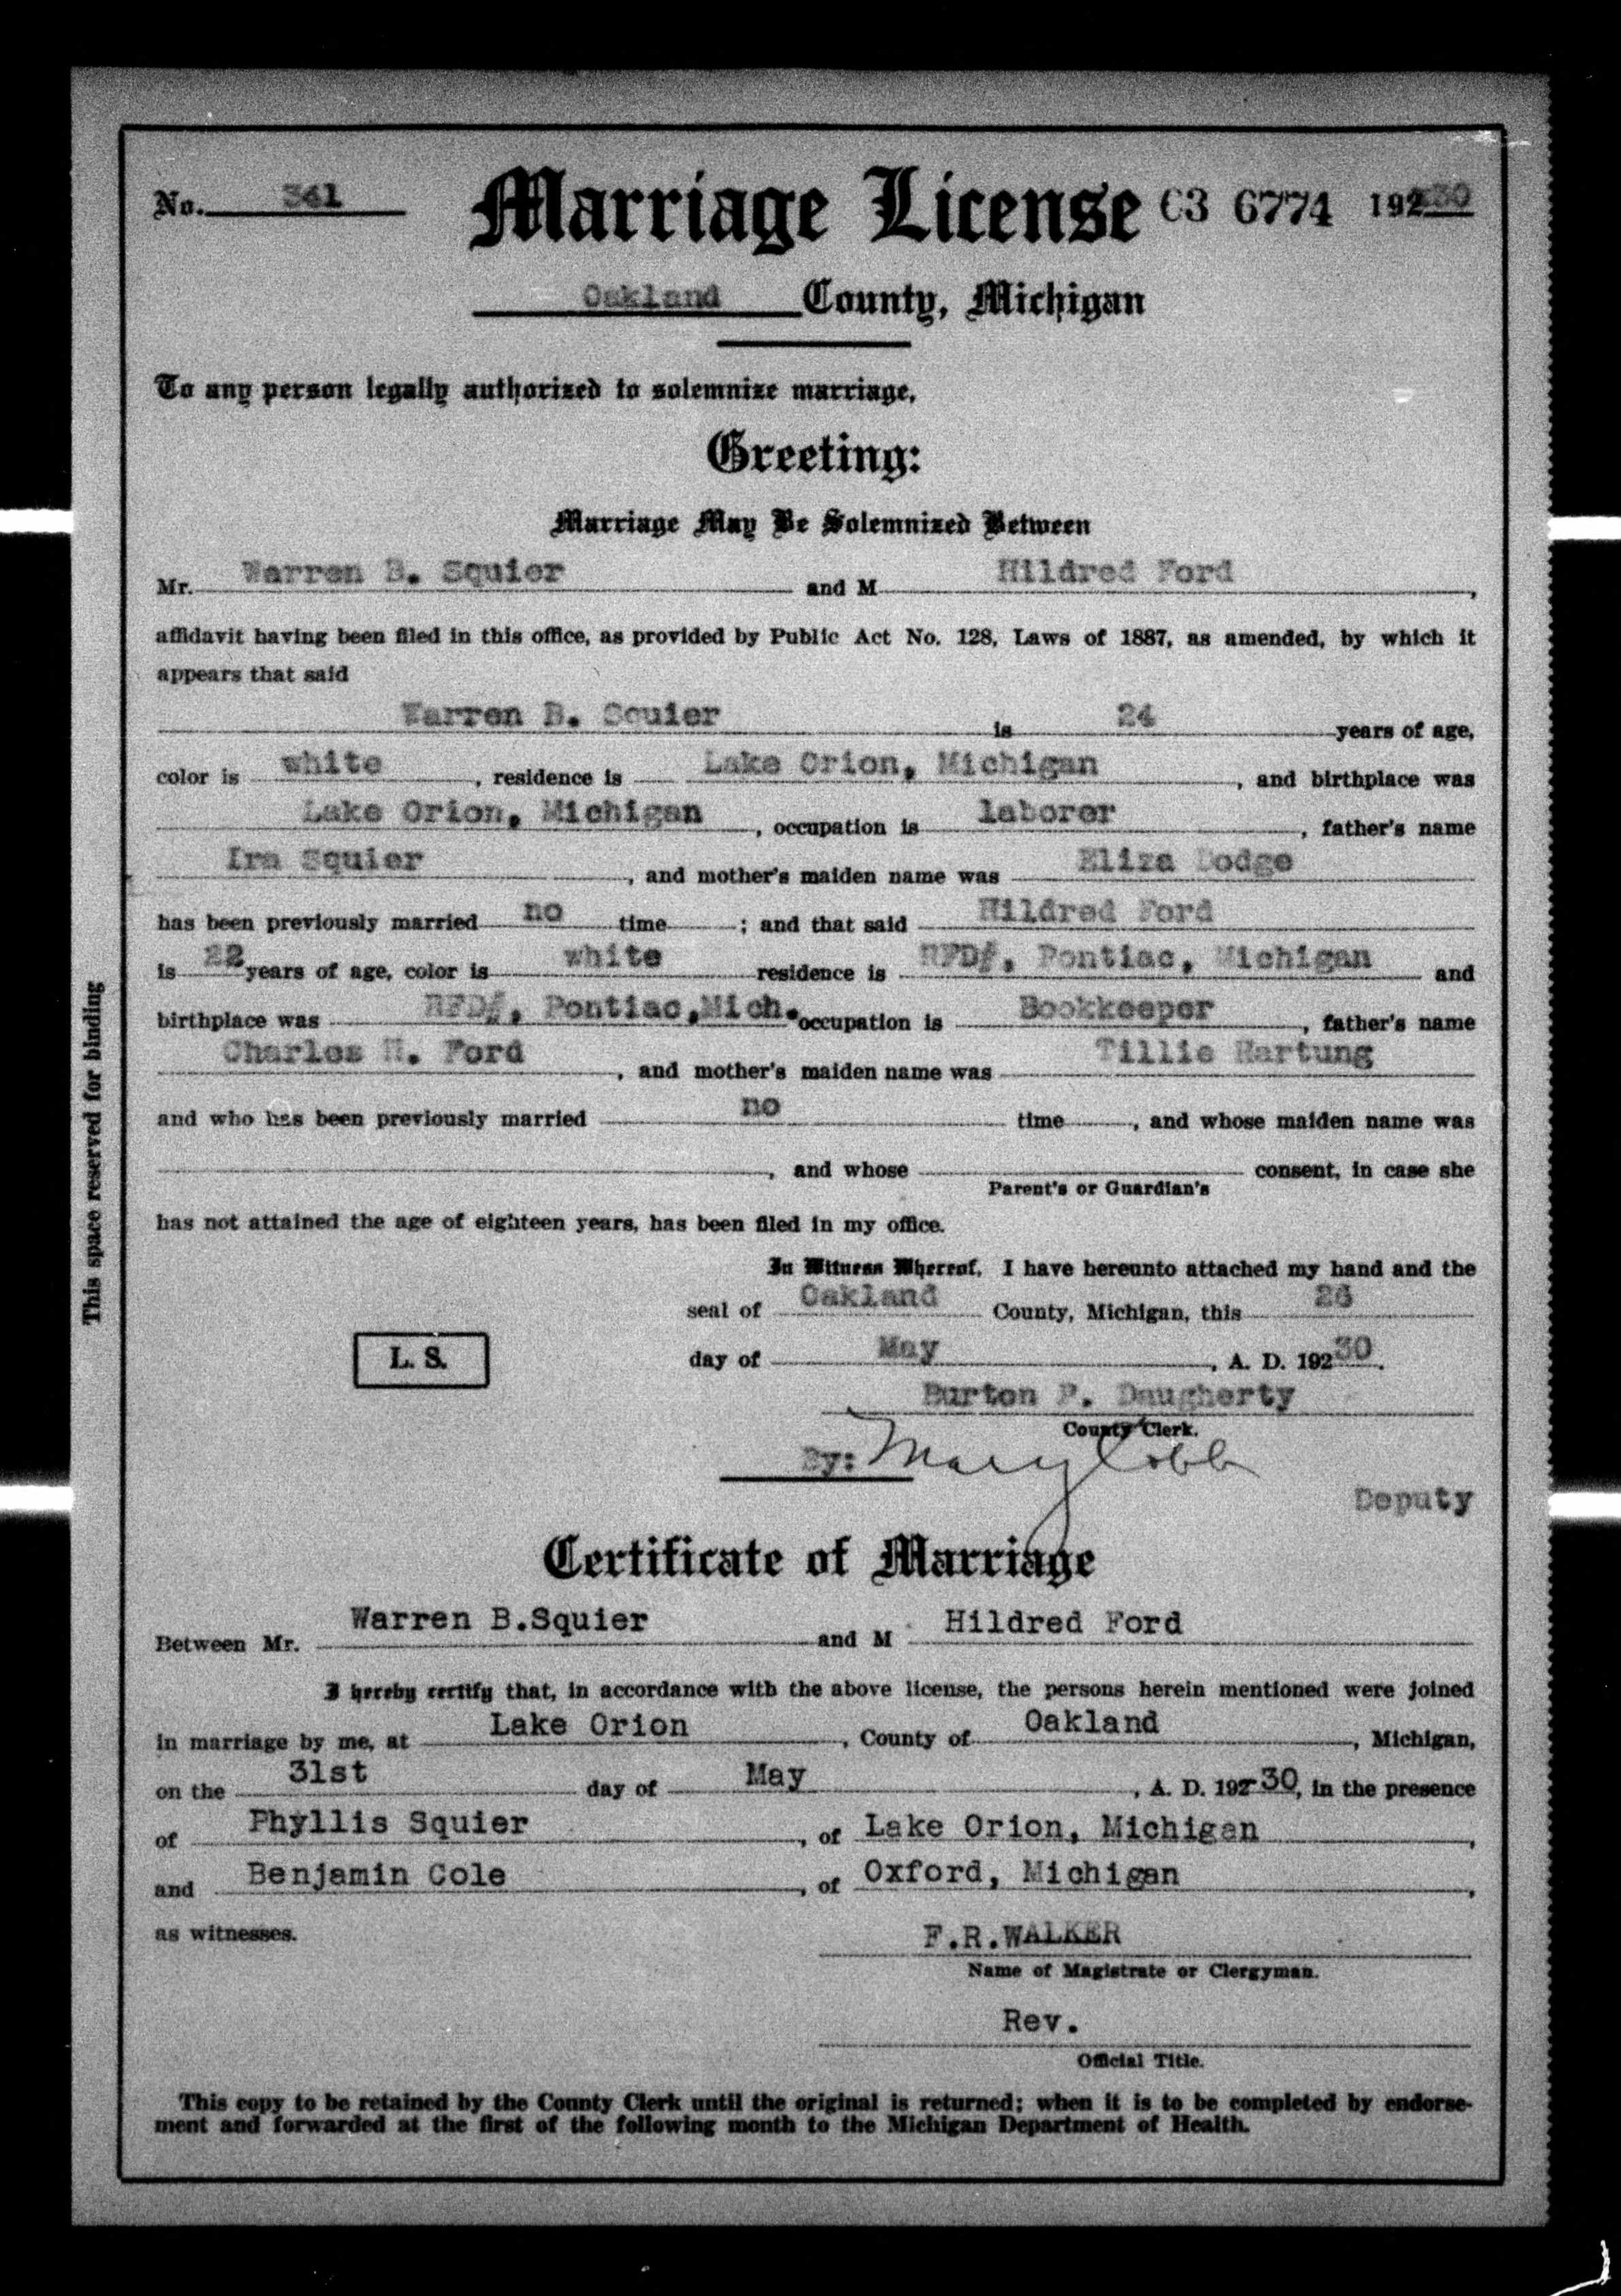 No. 341 Marriage License 63 6774 19230
Oakland County, Michigan
To any person legally authorized to solemnize marriage,
Greeting:
Marriage May Be Solemnized Between
Mr. Warren B. Squier and M Hildred Ford,
affidavit having been filed in this office, as provided by Public Act No. 128, Laws of 1887, as amended, by which it
appears that said
Warren B. Squier is 24 years of age,
color is white, residence is Lake Orion, Michigan, and birthplace was
Lake Orion, Michigan, occupation is laborer, father's name
Ira Squier, and mother's maiden name was Eliza Dodge
has been previously married no time; and that said Hildred Ford
is 22 years of age, color is white residence is RFD#, Pontiac, Michigan and
birthplace was RFD#, Pontiac, Mich. occupation is Bookkeeper, father's name
Charles H. Ford, and mother's maiden name was Tillie Hartung
and who has been previously married no time, and whose maiden name was
, and whose consent, in case she
Parent's or Guardian's
has not attained the age of eighteen years, has been filed in my office.
In Witness Whereof, I have hereunto attached my hand and the
seal of Oakland County, Michigan, this 26
L. S.
day of May, A. D. 19230.
Burton P. Daugherty
County Clerk.
By: Mary Cobb
Deputy
Certificate of Marriage
Between Mr. Warren B.Squier and M Hildred Ford
I hereby certify that, in accordance with the above license, the persons herein mentioned were joined
in marriage by me, at Lake Orion, County of Oakland, Michigan,
on the 31st day of May, A. D. 19230, in the presence
of Phyllis Squier, of Lake Orion, Michigan,
and Benjamin Cole, of Oxford, Michigan,
as witnesses.
F.R.WALKER
Name of Magistrate or Clergyman.
Rev.
Official Title.
This copy to be retained by the County Clerk until the original is returned; when it is to be completed by endorse-
ment and forwarded at the first of the following month to the Michigan Department of Health.
This space reserved for binding